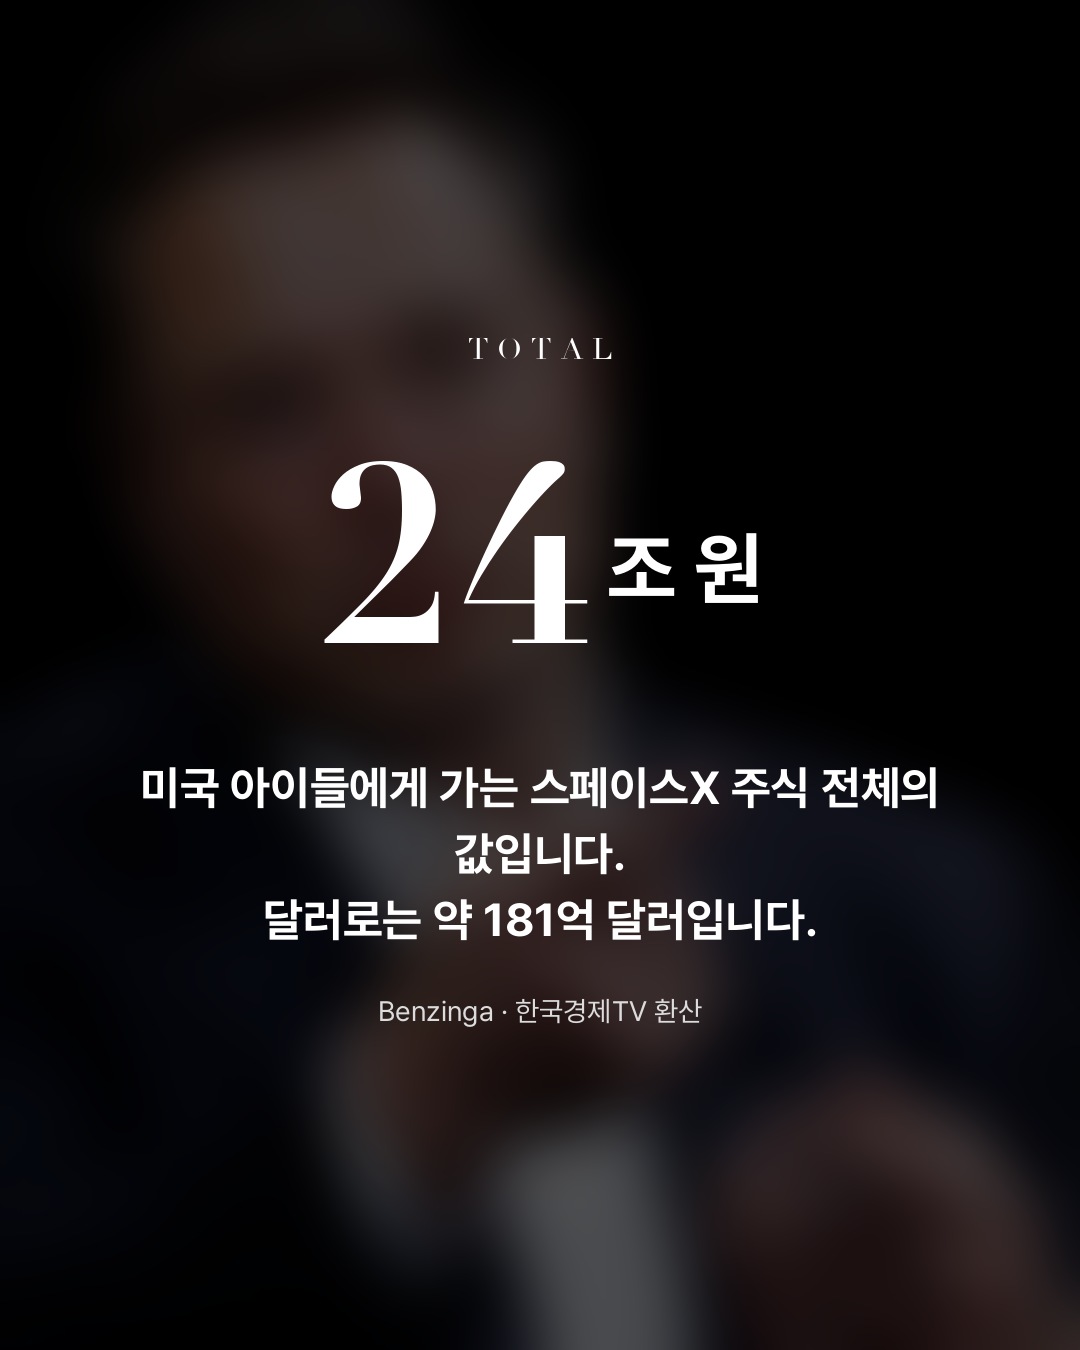 TOTAL
24조 원
미국 아이들에게 가는 스페이스X 주식 전체의
값입니다.
달러로는 약 181억 달러입니다.
Benzinga · 한국경제TV 환산